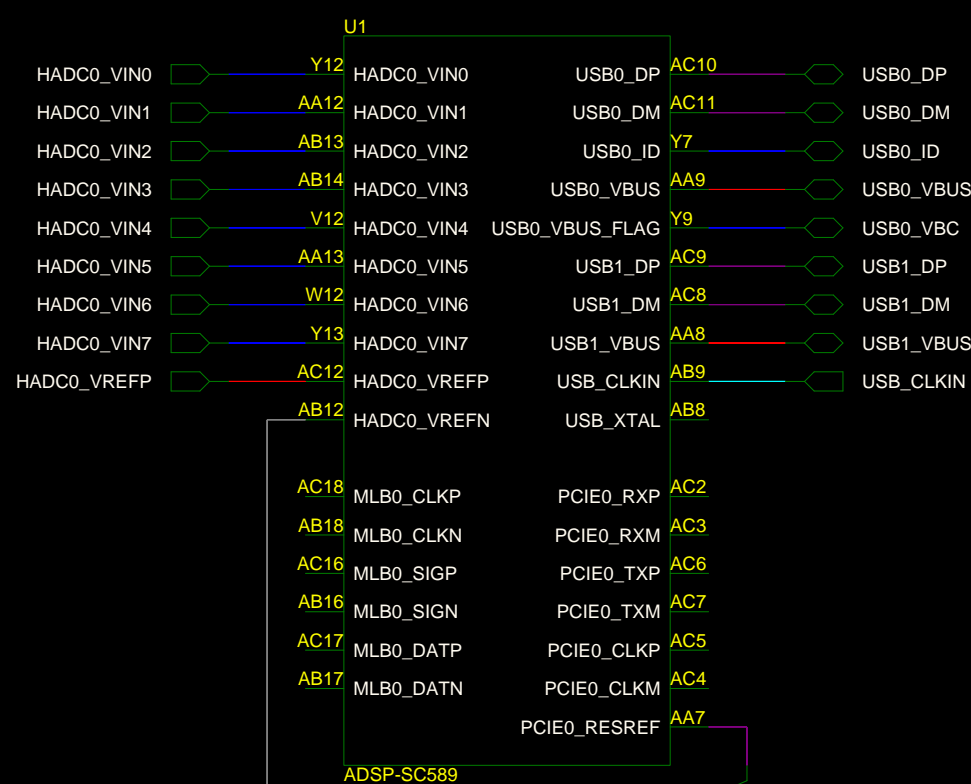 U1
HADC0_VIN0 Y12 HADC0_VIN0 USB0_DP AC10 USB0_DP
HADC0_VIN1 AA12 HADC0_VIN1 USB0_DM AC11 USB0_DM
HADC0_VIN2 AB13 HADC0_VIN2 USB0_ID Y7 USB0_ID
HADC0_VIN3 AB14 HADC0_VIN3 USB0_VBUS AA9 USB0_VBUS
HADC0_VIN4 V12 HADC0_VIN4 USB0_VBUS_FLAG Y9 USB0_VBC
HADC0_VIN5 AA13 HADC0_VIN5 USB1_DP AC9 USB1_DP
HADC0_VIN6 W12 HADC0_VIN6 USB1_DM AC8 USB1_DM
HADC0_VIN7 Y13 HADC0_VIN7 USB1_VBUS AA8 USB1_VBUS
HADC0_VREFP AC12 HADC0_VREFP USB_CLKIN AB9 USB_CLKIN
AB12 HADC0_VREFN USB_XTAL AB8
AC18 MLB0_CLKP PCIE0_RXP AC2
AB18 MLB0_CLKN PCIE0_RXM AC3
AC16 MLB0_SIGP PCIE0_TXP AC6
AB16 MLB0_SIGN PCIE0_TXM AC7
AC17 MLB0_DATP PCIE0_CLKP AC5
AB17 MLB0_DATN PCIE0_CLKM AC4
PCIE0_RESREF AA7
ADSP-SC589